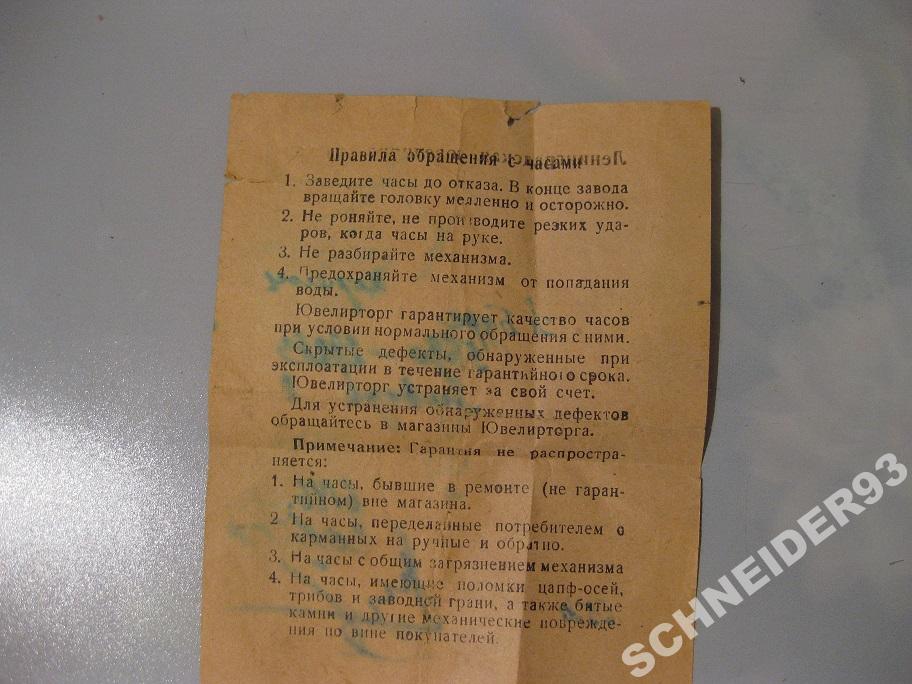 Правила обращения с часами
1. Заведите часы до отказа. В конце завода
вращайте головку медленно и осторожно.
2. Не роняйте, не производите резких уда-
ров, когда часы на руке.
3. Не разбирайте механизма.
4. Предохраняйте механизм от попадания
воды.
Ювелирторг гарантирует качество часов
при условии нормального обращения с ними.
Скрытые дефекты, обнаруженные при
эксплоатации в течение гарантийного срока.
Ювелирторг устраняет за свой счет.
Для устранения обнаруженных дефектов
обращайтесь в магазины Ювелирторга.
Примечание: Гарантия не распростра-
няется:
1. На часы, бывшие в ремонте (не гаран-
тийном) вне магазина.
2 На часы, переделанные потребителем с
карманных на ручные и обратно.
3. На часы с общим загрязнением механизма
4. На часы, имеющие поломки цапф-осей,
трибов и заводной грани, а также битые
камни и другие механические поврежде-
ния по вине покупателей.
SCHNEIDER93